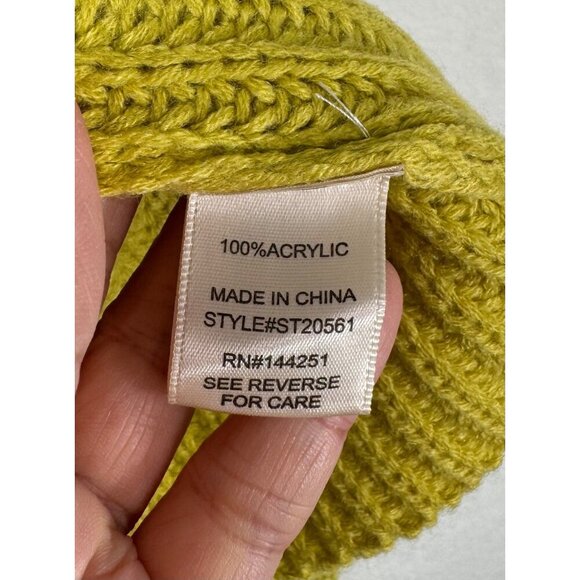 100%ACRYLIC
MADE IN CHINA
STYLE#ST20561
RN#144251
SEE REVERSE
FOR CARE